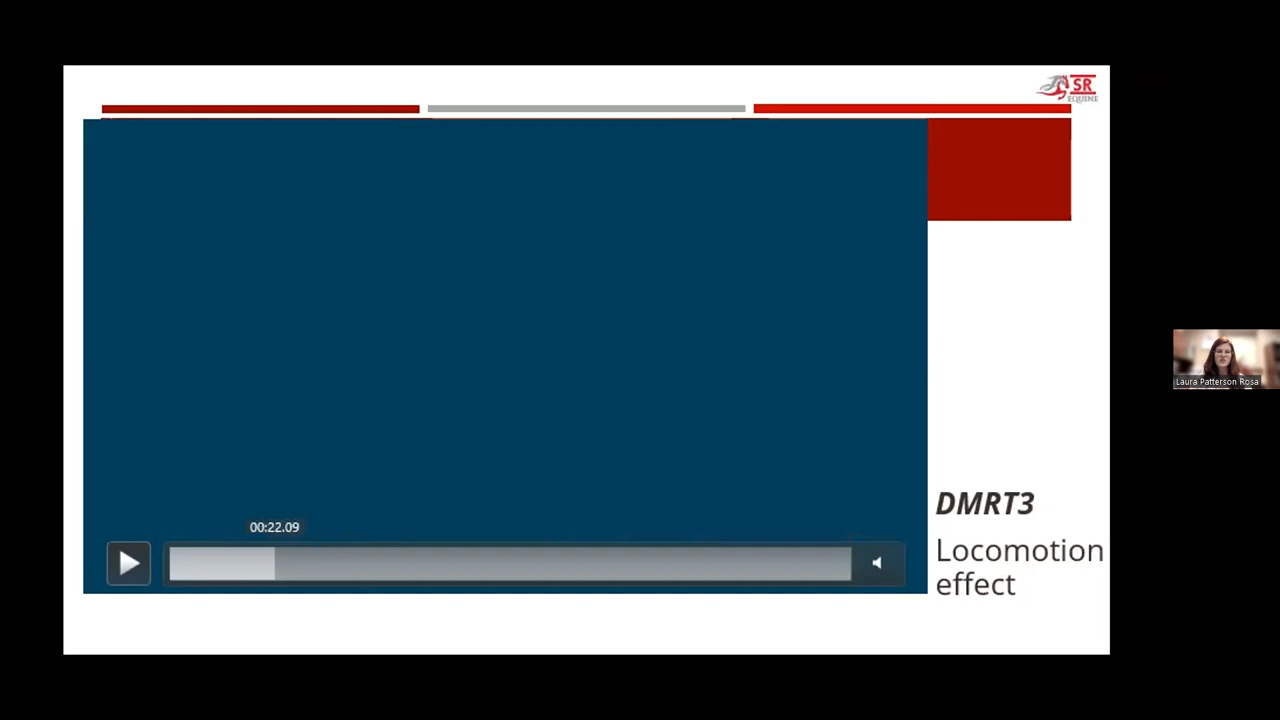 SR
EQUINE
00:22.09
DMRT3
Locomotion
effect
Laura Patterson Rosa